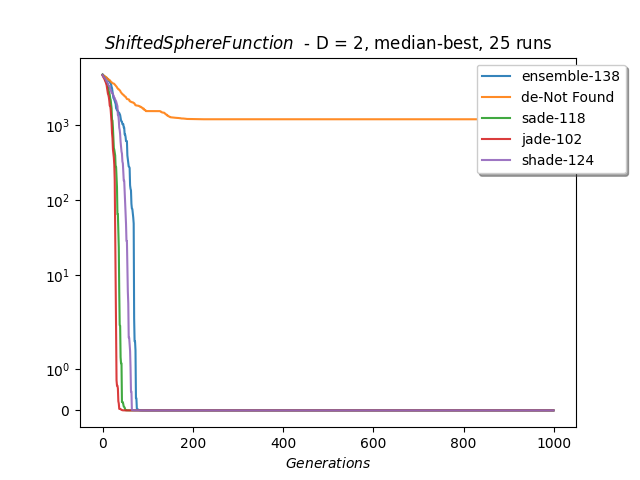 ShiftedSphereFunction - D = 2, median-best, 25 runs
ensemble-138
de-Not Found
sade-118
jade-102
shade-124
10³
10²
10¹
10⁰
0
0 200 400 600 800 1000
Generations